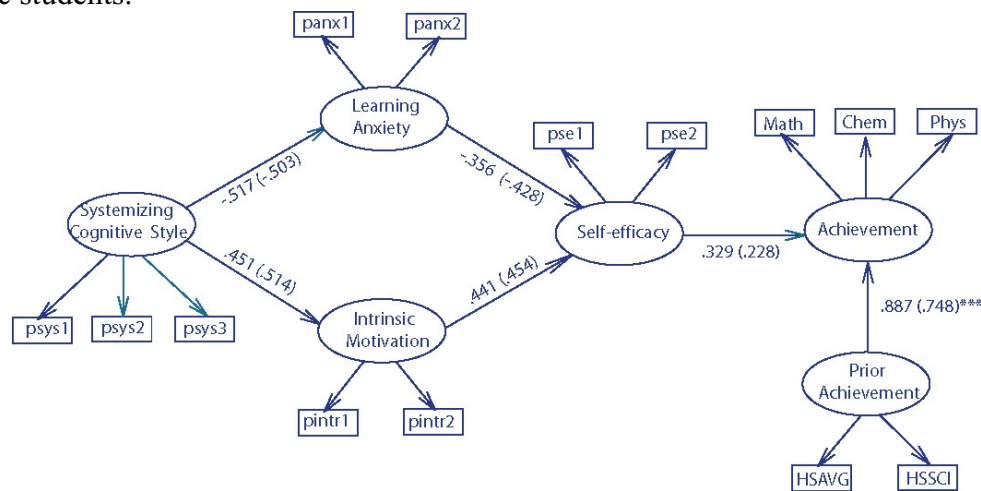 e students.
panx1
panx2
Learning
Anxiety
-.517 (-.503)
-.356 (-.428)
pse1
pse2
Math
Chem
Phys
Systemizing
Cognitive Style
Self-efficacy
.329 (.228)
Achievement
.451 (.514)
.441 (.454)
psys1
psys2
psys3
Intrinsic
Motivation
.887 (.748)***
pintr1
pintr2
Prior
Achievement
HSAVG
HSSCI